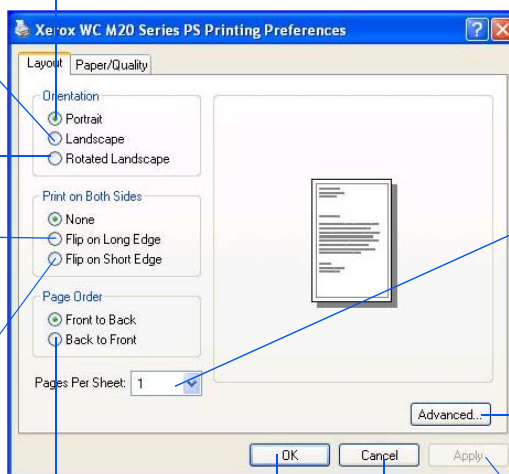 Xerox WC M20 Series PS Printing Preferences
Layout Paper/Quality
Orientation
Portrait
Landscape
Rotated Landscape
Print on Both Sides
None
Flip on Long Edge
Flip on Short Edge
Page Order
Front to Back
Back to Front
Pages Per Sheet: 1
Advanced...
OK Cancel Apply